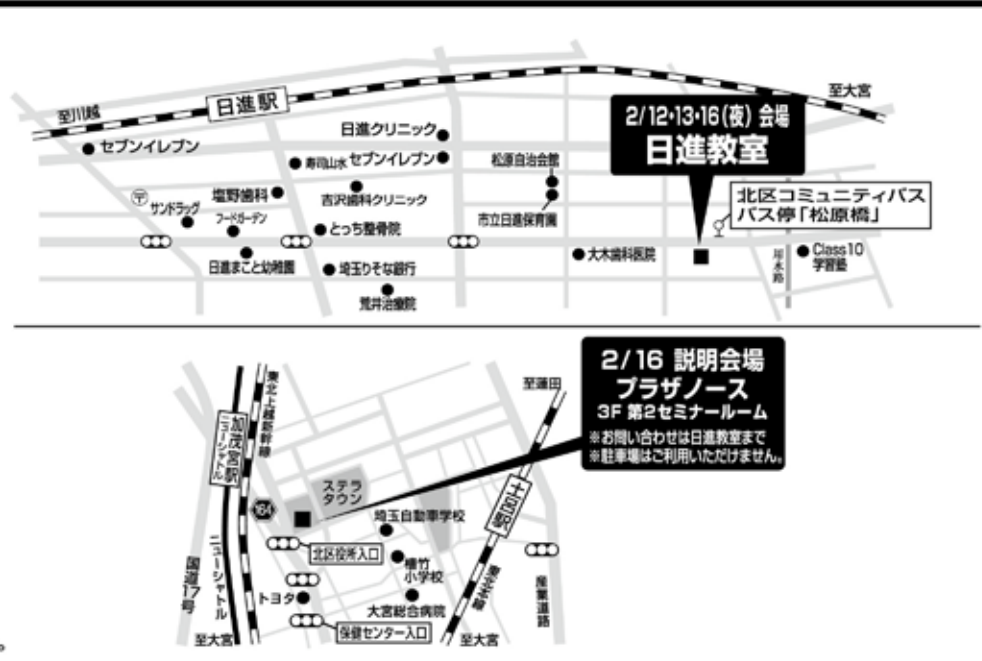 至川越
日進駅
至大宮
2/12・13・16(夜) 会場
日進教室
北区コミュニティバス
バス停「松原橋」
セブンイレブン
日進クリニック
寿司山水
セブンイレブン
松原自治会館
塩野歯科
吉沢歯科クリニック
サンドラッグ
フードガーデン
市立日進保育園
とっち整骨院
日進まこと幼稚園
埼玉りそな銀行
荒井治療院
大木歯科医院
用水路
Class10
学習塾
2/16 説明会場
プラザノース
3F 第2セミナールーム
※お問い合わせは日進教室まで
※駐車場はご利用いただけません。
東北上越新幹線
加茂宮駅
ニューシャトル
至蓮田
ステラ
タウン
164
埼玉自動車学校
土呂駅
北区役所入口
植竹
小学校
国道17号
ニューシャトル
トヨタ
大宮総合病院
産業道路
保健センター入口
至大宮
至大宮